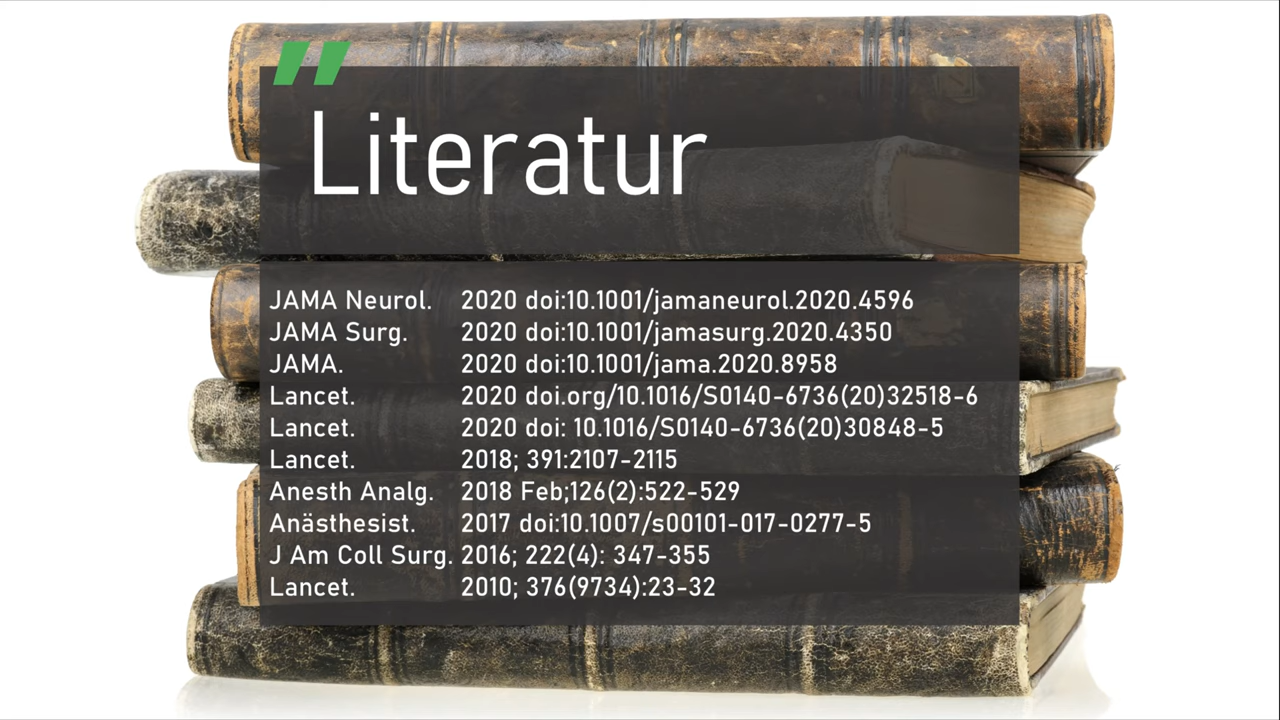 Literatur
JAMA Neurol. 2020 doi:10.1001/jamaneurol.2020.4596
JAMA Surg. 2020 doi:10.1001/jamasurg.2020.4350
JAMA. 2020 doi:10.1001/jama.2020.8958
Lancet. 2020 doi.org/10.1016/S0140-6736(20)32518-6
Lancet. 2020 doi: 10.1016/S0140-6736(20)30848-5
Lancet. 2018; 391:2107-2115
Anesth Analg. 2018 Feb;126(2):522-529
Anästhesist. 2017 doi:10.1007/s00101-017-0277-5
J Am Coll Surg. 2016; 222(4): 347-355
Lancet. 2010; 376(9734):23-32